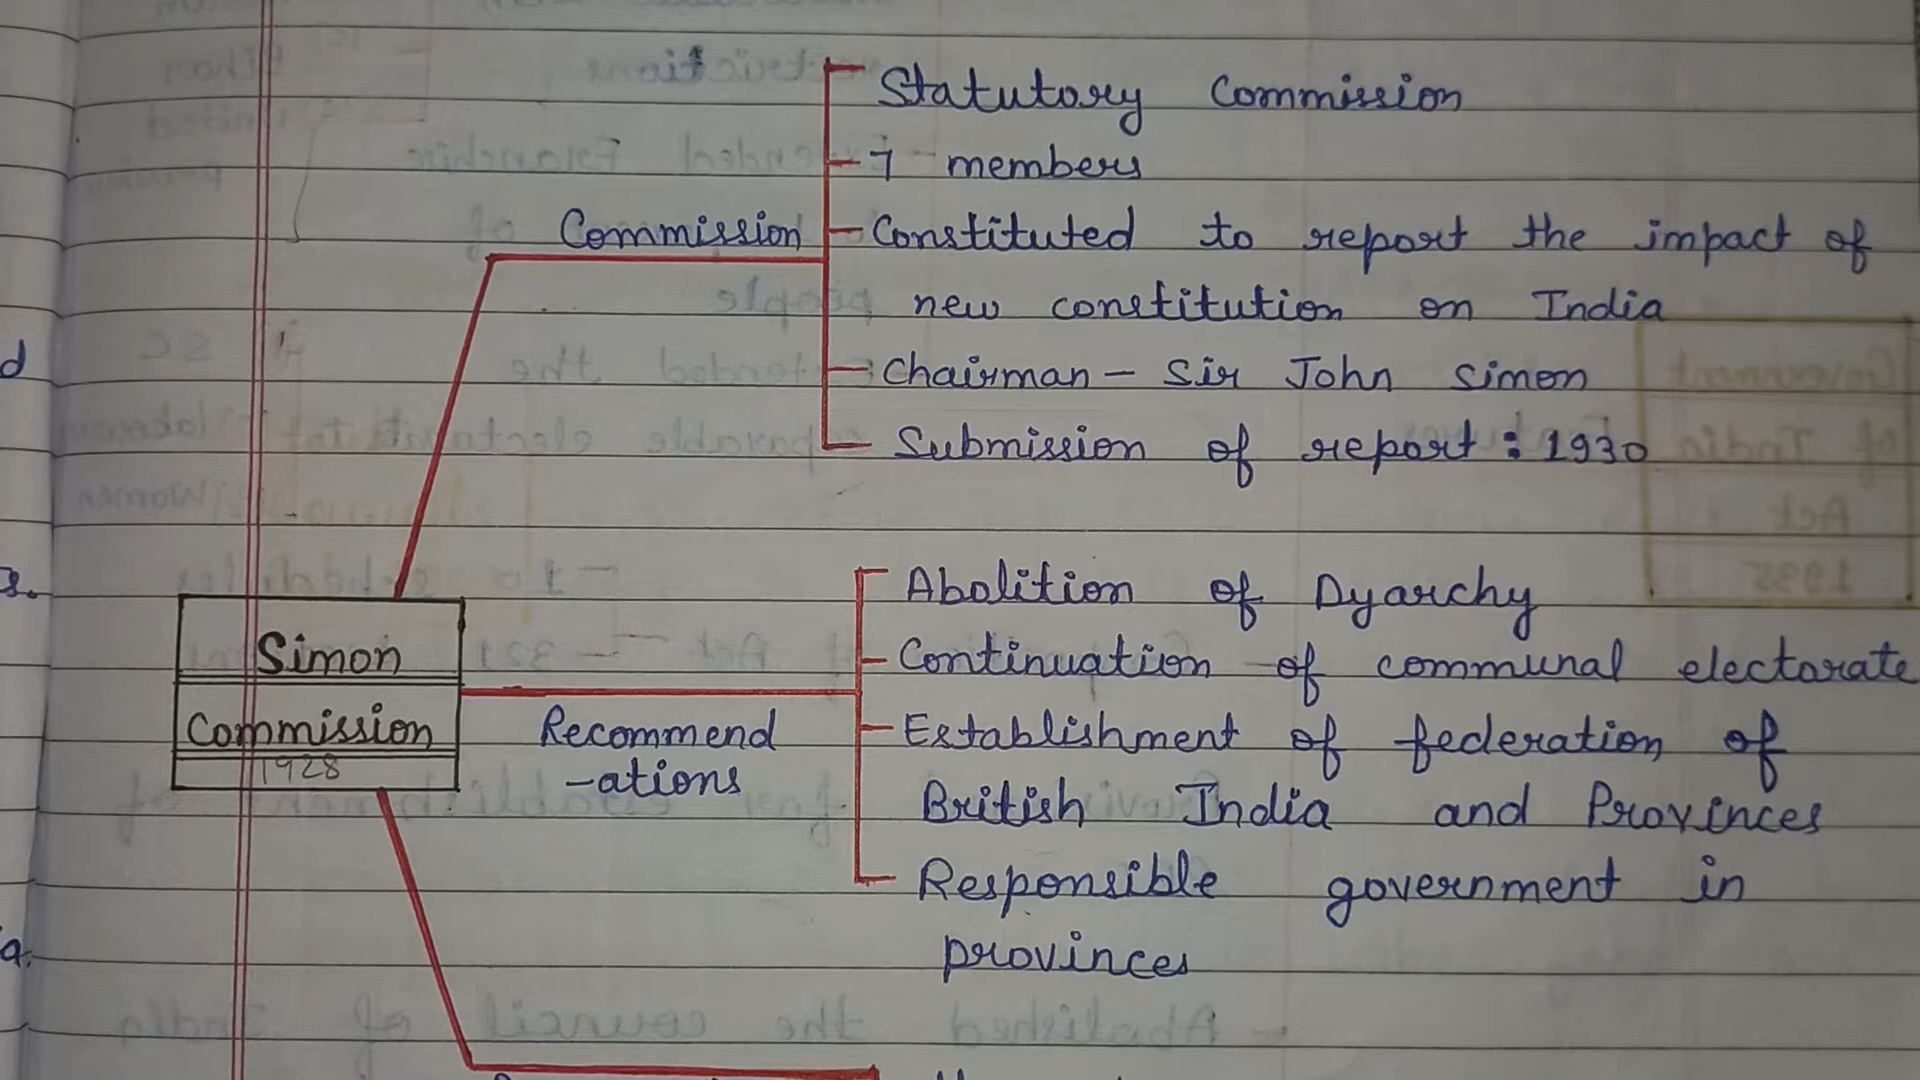 Statutory Commission
7 members
Commission
Constituted to report the impact of
new constitution on India
Chairman - Sir John Simon
Submission of report : 1930
Simon
Commission
1928
Recommend
-ations
Abolition of Dyarchy
Continuation of communal electorate
Establishment of federation of
British India and Provinces
Responsible government in
provinces